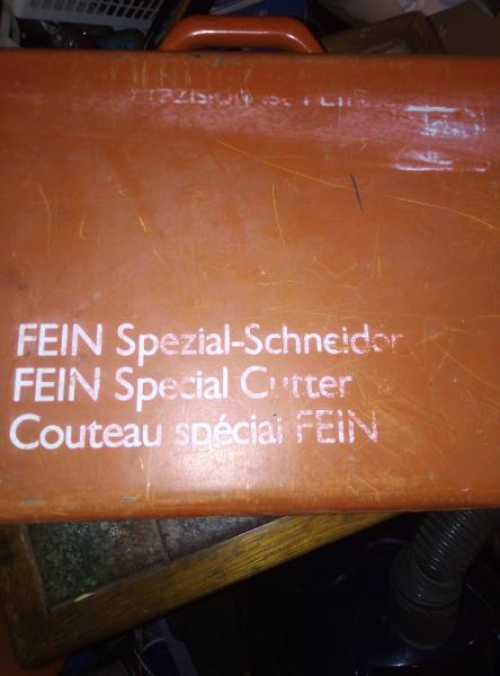 FEIN Spezial-Schneider
FEIN Special Cutter
Couteau spécial FEIN